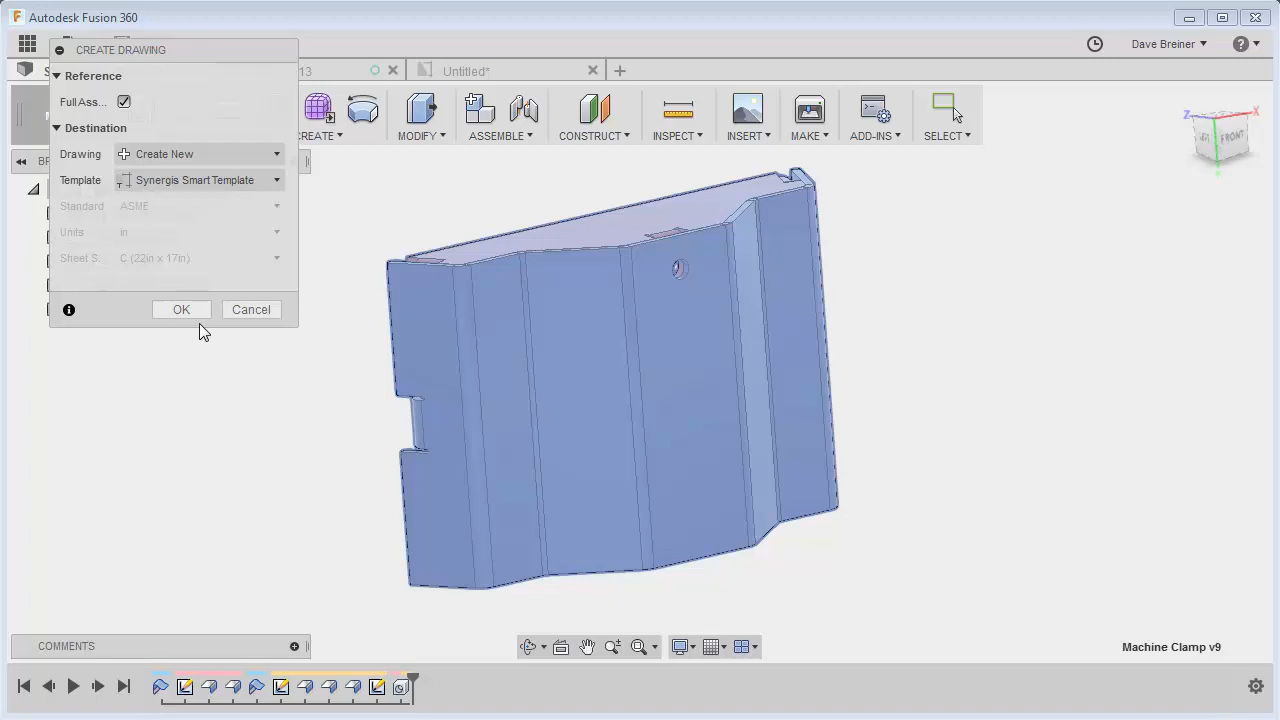 Autodesk Fusion 360
CREATE DRAWING
Dave Breiner
?
13
Untitled*
Reference
Full Ass...
Destination
Drawing
Create New
Template
Synergis Smart Template
Standard
ASME
Units
in
Sheet S:
C (22in x 17in)
OK
Cancel
CREATE
MODIFY
ASSEMBLE
CONSTRUCT
INSPECT
INSERT
MAKE
ADD-INS
SELECT
Z
X
FRONT
COMMENTS
Machine Clamp v9